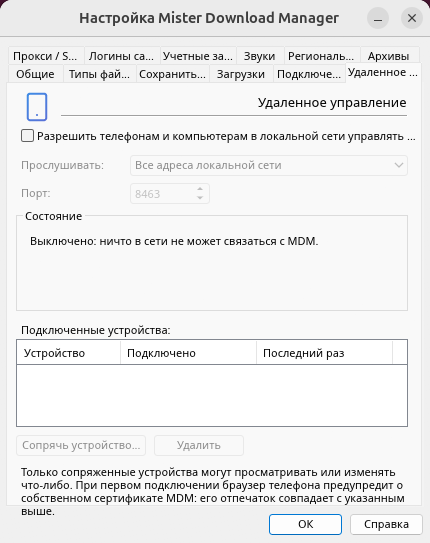 Настройка Mister Download Manager
Прокси / S... Логины са... Учетные за... Звуки Региональ... Архивы
Общие Типы фай... Сохранить... Загрузки Подключе... Удаленное ...
Удаленное управление
Разрешить телефонам и компьютерам в локальной сети управлять ...
Прослушивать: Все адреса локальной сети
Порт: 8463
Состояние
Выключено: ничто в сети не может связаться с MDM.
Подключенные устройства:
Устройство Подключено Последний раз
Сопрячь устройство... Удалить
Только сопряженные устройства могут просматривать или изменять
что-либо. При первом подключении браузер телефона предупредит о
собственном сертификате MDM: его отпечаток совпадает с указанным
выше.
ОК Справка